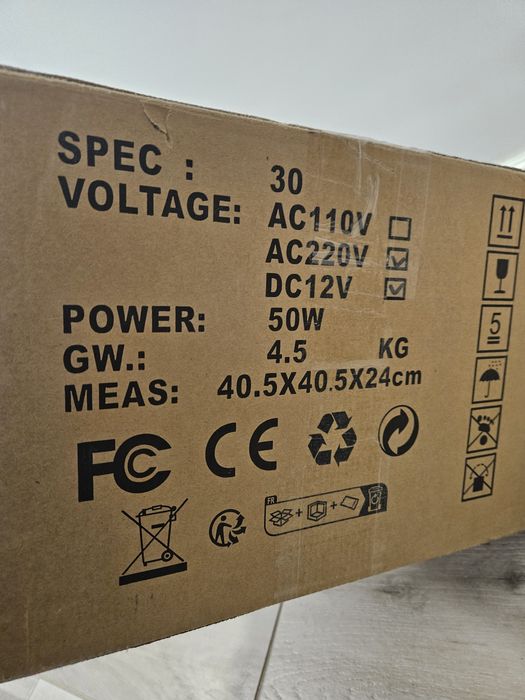 SPEC : 30
VOLTAGE: AC110V
AC220V
DC12V
POWER: 50W
GW.: 4.5 KG
MEAS: 40.5X40.5X24cm
FC CE
FR + +
5